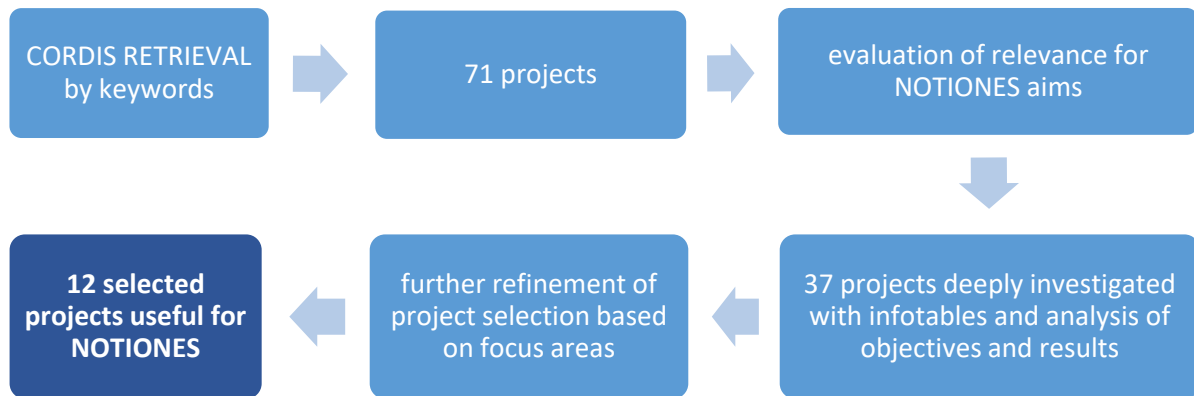 CORDIS RETRIEVAL
by keywords
71 projects
evaluation of relevance for
NOTIONES aims
37 projects deeply investigated
with infotables and analysis of
objectives and results
further refinement of
project selection based
on focus areas
12 selected
projects useful for
NOTIONES